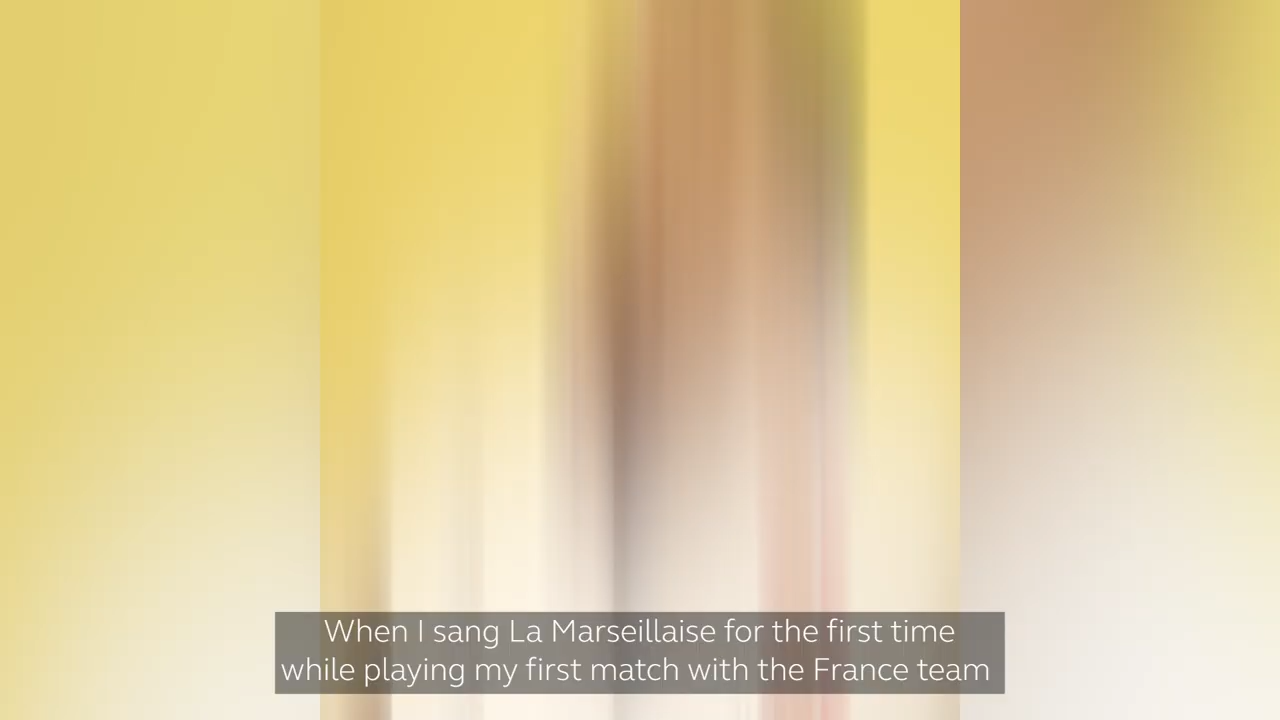 When I sang La Marseillaise for the first time
while playing my first match with the France team